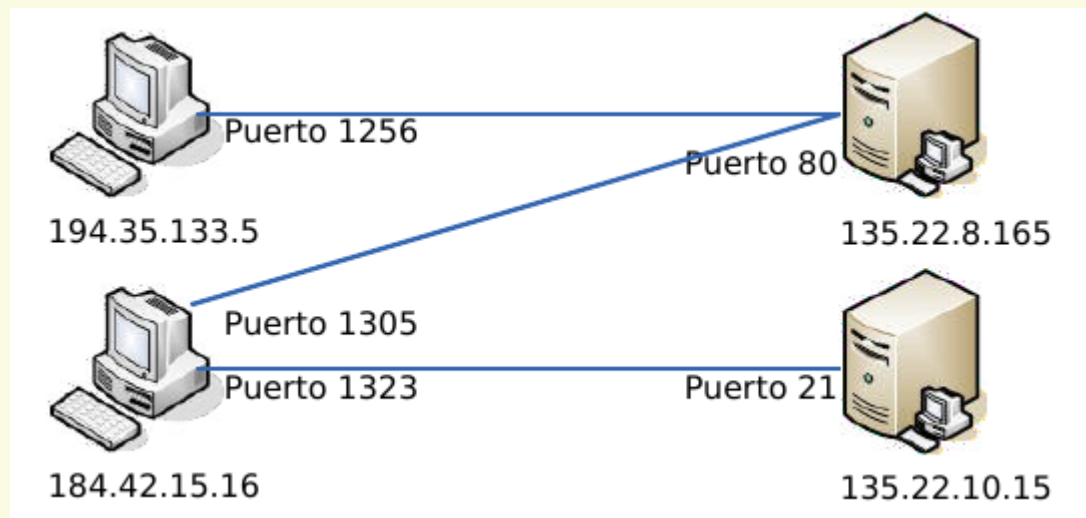 Puerto 1256
Puerto 80
194.35.133.5
135.22.8.165
Puerto 1305
Puerto 1323
Puerto 21
184.42.15.16
135.22.10.15